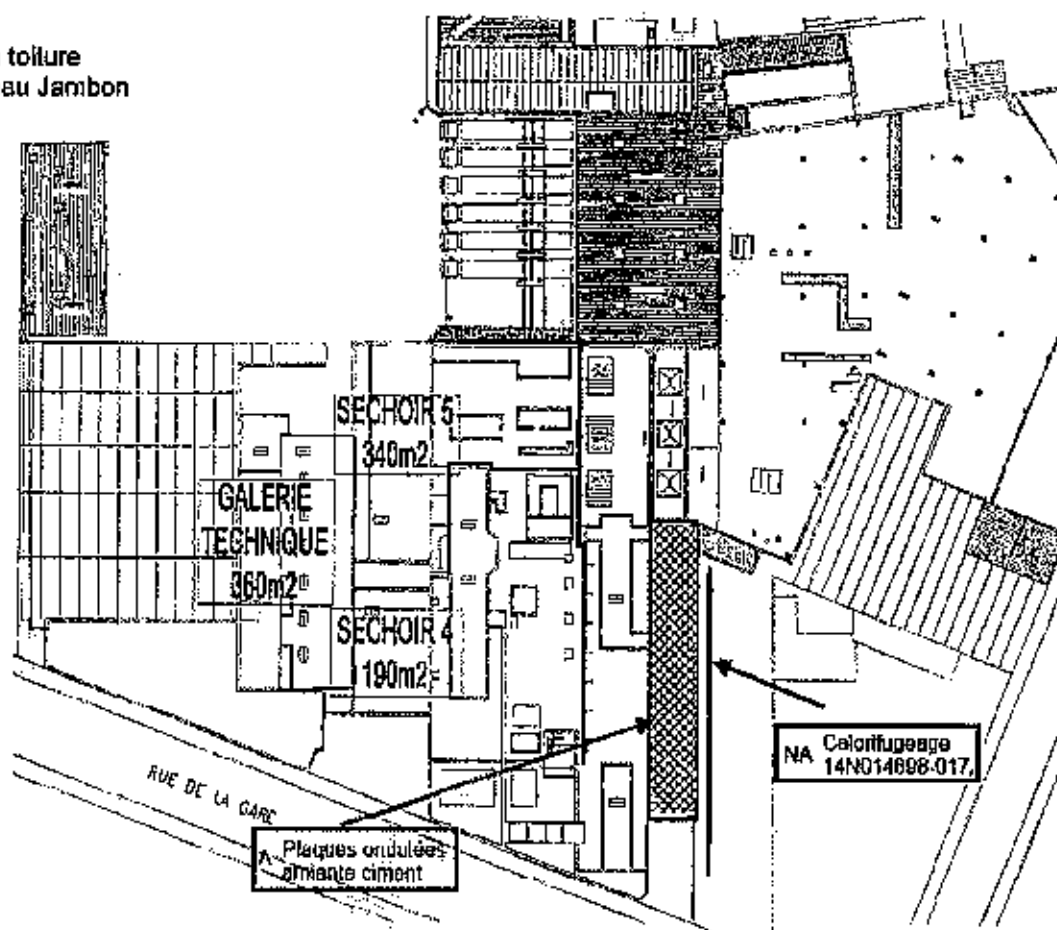 toiture
au Jambon
SECHOIR 5
340m2
GALERIE
TECHNIQUE
360m2
SECHOIR 4
190m2
RUE DE LA GARE
NA Calorifugeage
14N014698-017
A Plaques ondulées
amiante ciment